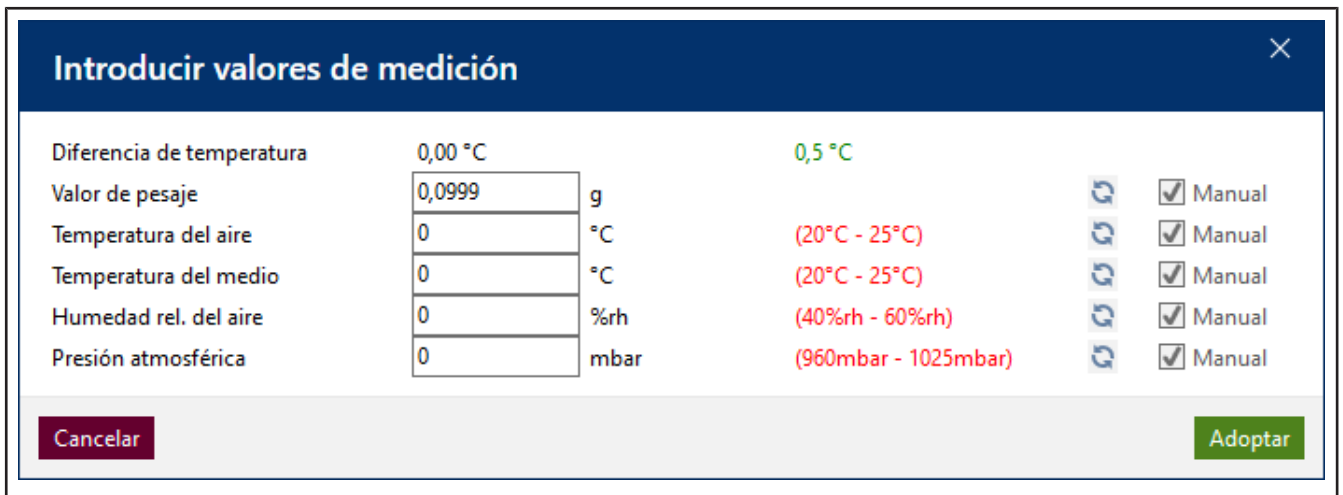 Introducir valores de medición
Diferencia de temperatura 0,00 °C 0,5 °C
Valor de pesaje 0,0999 g Manual
Temperatura del aire 0 °C (20°C - 25°C) Manual
Temperatura del medio 0 °C (20°C - 25°C) Manual
Humedad rel. del aire 0 %rh (40%rh - 60%rh) Manual
Presión atmosférica 0 mbar (960mbar - 1025mbar) Manual
Cancelar Adoptar